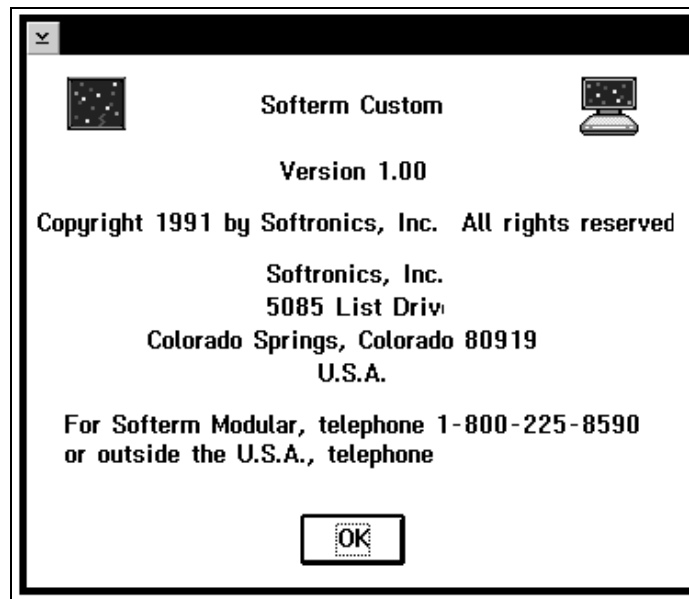 Softerm Custom
Version 1.00
Copyright 1991 by Softronics, Inc. All rights reserved
Softronics, Inc.
5085 List Driv
Colorado Springs, Colorado 80919
U.S.A.
For Softerm Modular, telephone 1-800-225-8590
or outside the U.S.A., telephone
OK